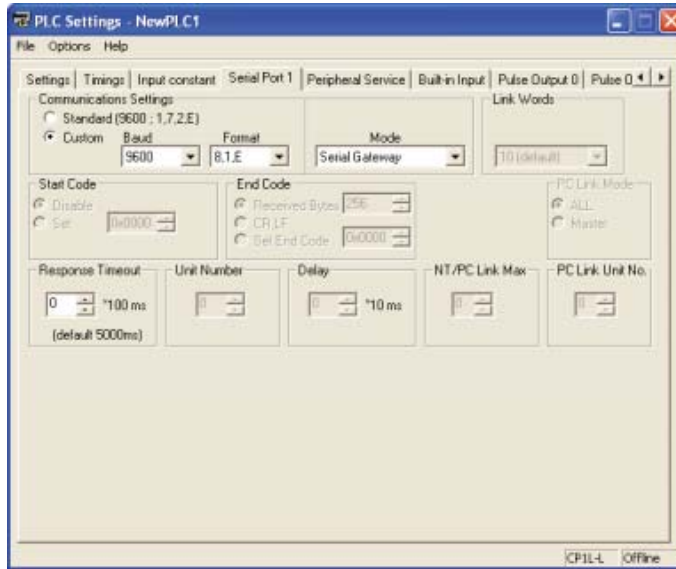 PLC Settings - NewPLC1
File Options Help
Settings Timings Input constant Serial Port 1 Peripheral Service Built-in Input Pulse Output 0 Pulse O
Communications Settings
Link Words
Standard (9600 ; 1,7,2,E)
Custom Baud Format Mode
9600 8,1,E Serial Gateway 10 (default)
Start Code End Code PC Link Mode
Disable Received Bytes 256 ALL
Set 0x0000 CR,LF Master
Set End Code 0x0000
Response Timeout Unit Number Delay NT/PC Link Max PC Link Unit No.
0 *100 ms 0 0 *10 ms 0 0
(default 5000ms)
CP1L-L Offline